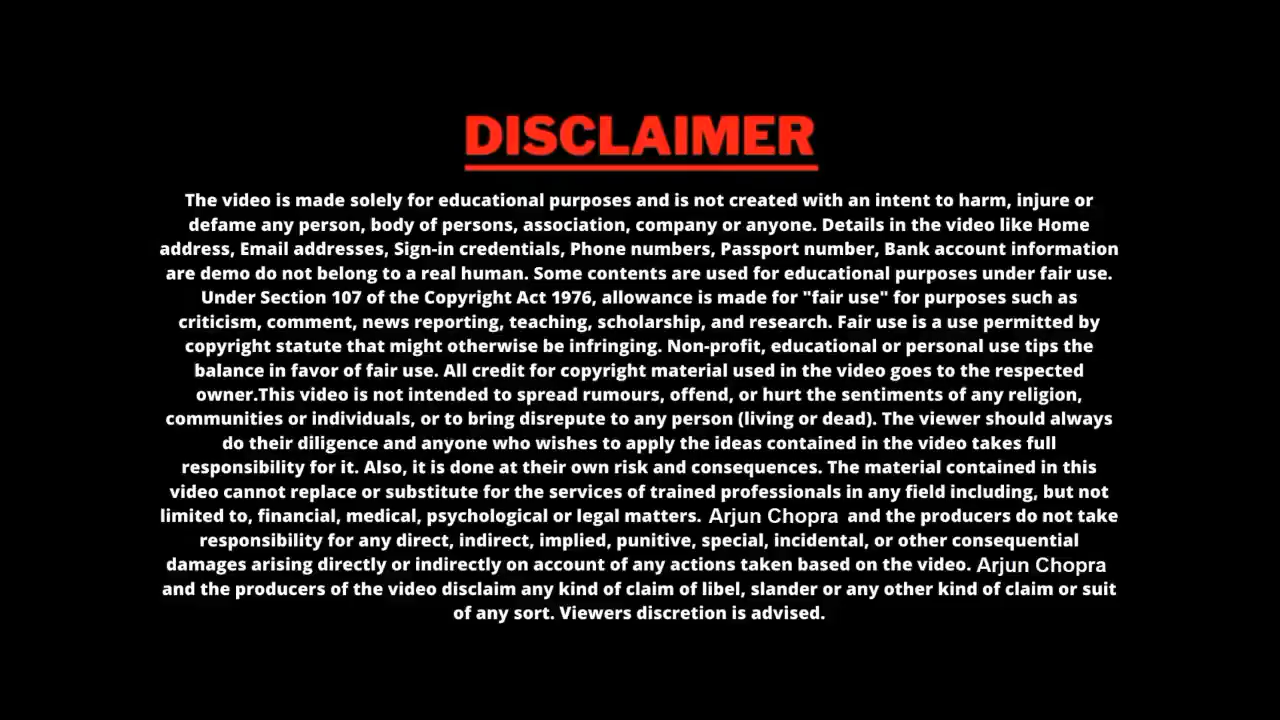 DISCLAIMER
The video is made solely for educational purposes and is not created with an intent to harm, injure or
defame any person, body of persons, association, company or anyone. Details in the video like Home
address, Email addresses, Sign-in credentials, Phone numbers, Passport number, Bank account information
are demo do not belong to a real human. Some contents are used for educational purposes under fair use.
Under Section 107 of the Copyright Act 1976, allowance is made for "fair use" for purposes such as
criticism, comment, news reporting, teaching, scholarship, and research. Fair use is a use permitted by
copyright statute that might otherwise be infringing. Non-profit, educational or personal use tips the
balance in favor of fair use. All credit for copyright material used in the video goes to the respected
owner.This video is not intended to spread rumours, offend, or hurt the sentiments of any religion,
communities or individuals, or to bring disrepute to any person (living or dead). The viewer should always
do their diligence and anyone who wishes to apply the ideas contained in the video takes full
responsibility for it. Also, it is done at their own risk and consequences. The material contained in this
video cannot replace or substitute for the services of trained professionals in any field including, but not
limited to, financial, medical, psychological or legal matters. Arjun Chopra and the producers do not take
responsibility for any direct, indirect, implied, punitive, special, incidental, or other consequential
damages arising directly or indirectly on account of any actions taken based on the video. Arjun Chopra
and the producers of the video disclaim any kind of claim of libel, slander or any other kind of claim or suit
of any sort. Viewers discretion is advised.